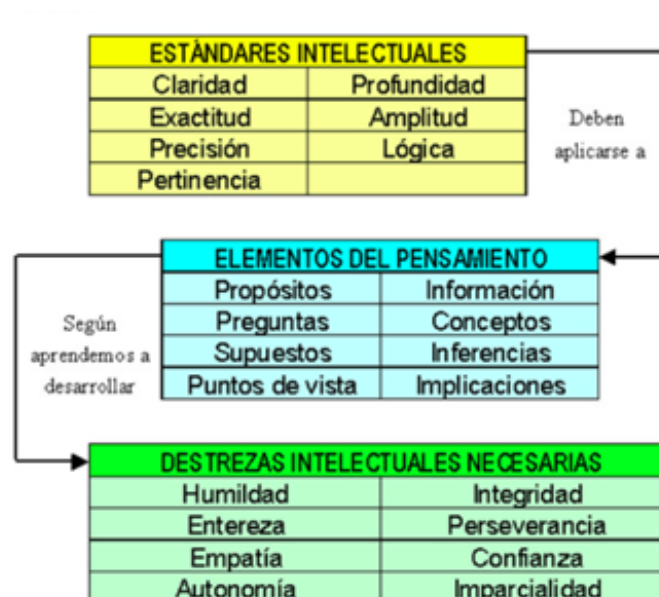 ESTÀNDARES INTELECTUALES
Claridad Profundidad
Exactitud Amplitud
Precisión Lógica
Pertinencia
Deben
aplicarse a
ELEMENTOS DEL PENSAMIENTO
Propósitos Información
Preguntas Conceptos
Supuestos Inferencias
Puntos de vista Implicaciones
Según
aprendemos a
desarrollar
DESTREZAS INTELECTUALES NECESARIAS
Humildad Integridad
Entereza Perseverancia
Empatía Confianza
Autonomía Imparcialidad